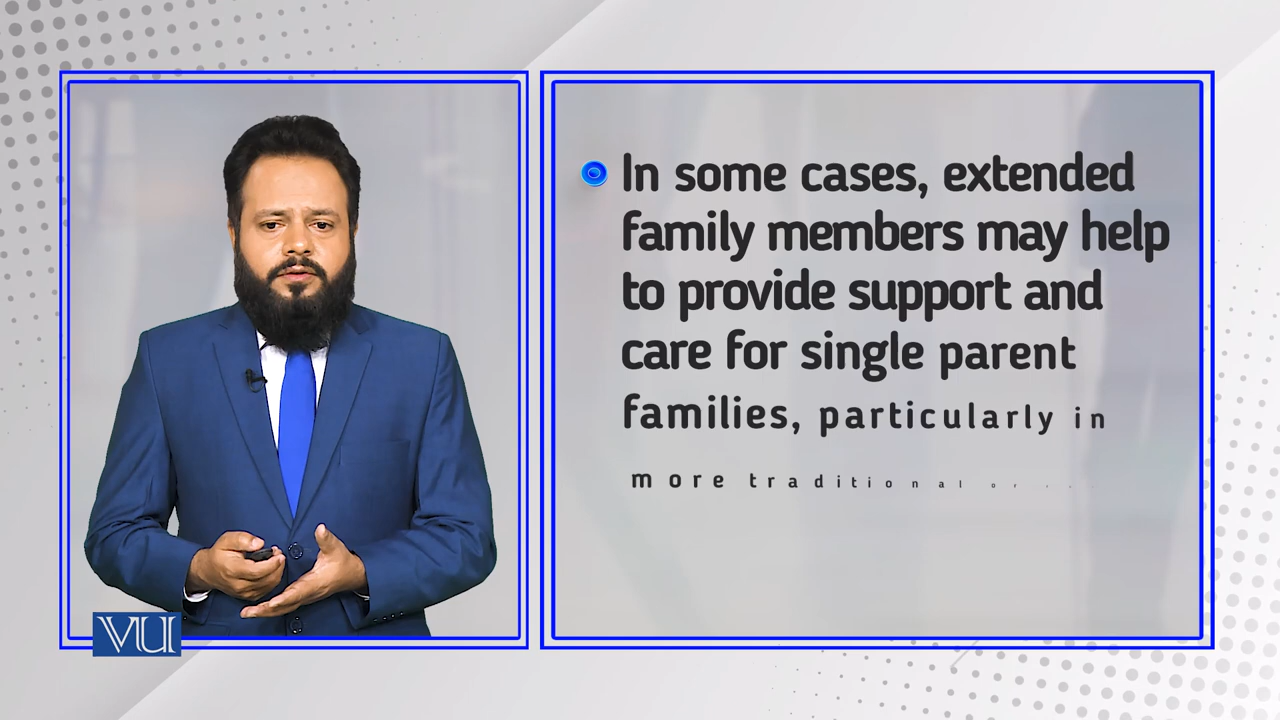 In some cases, extended
family members may help
to provide support and
care for single parent
families, particularly in
more traditional or
VU